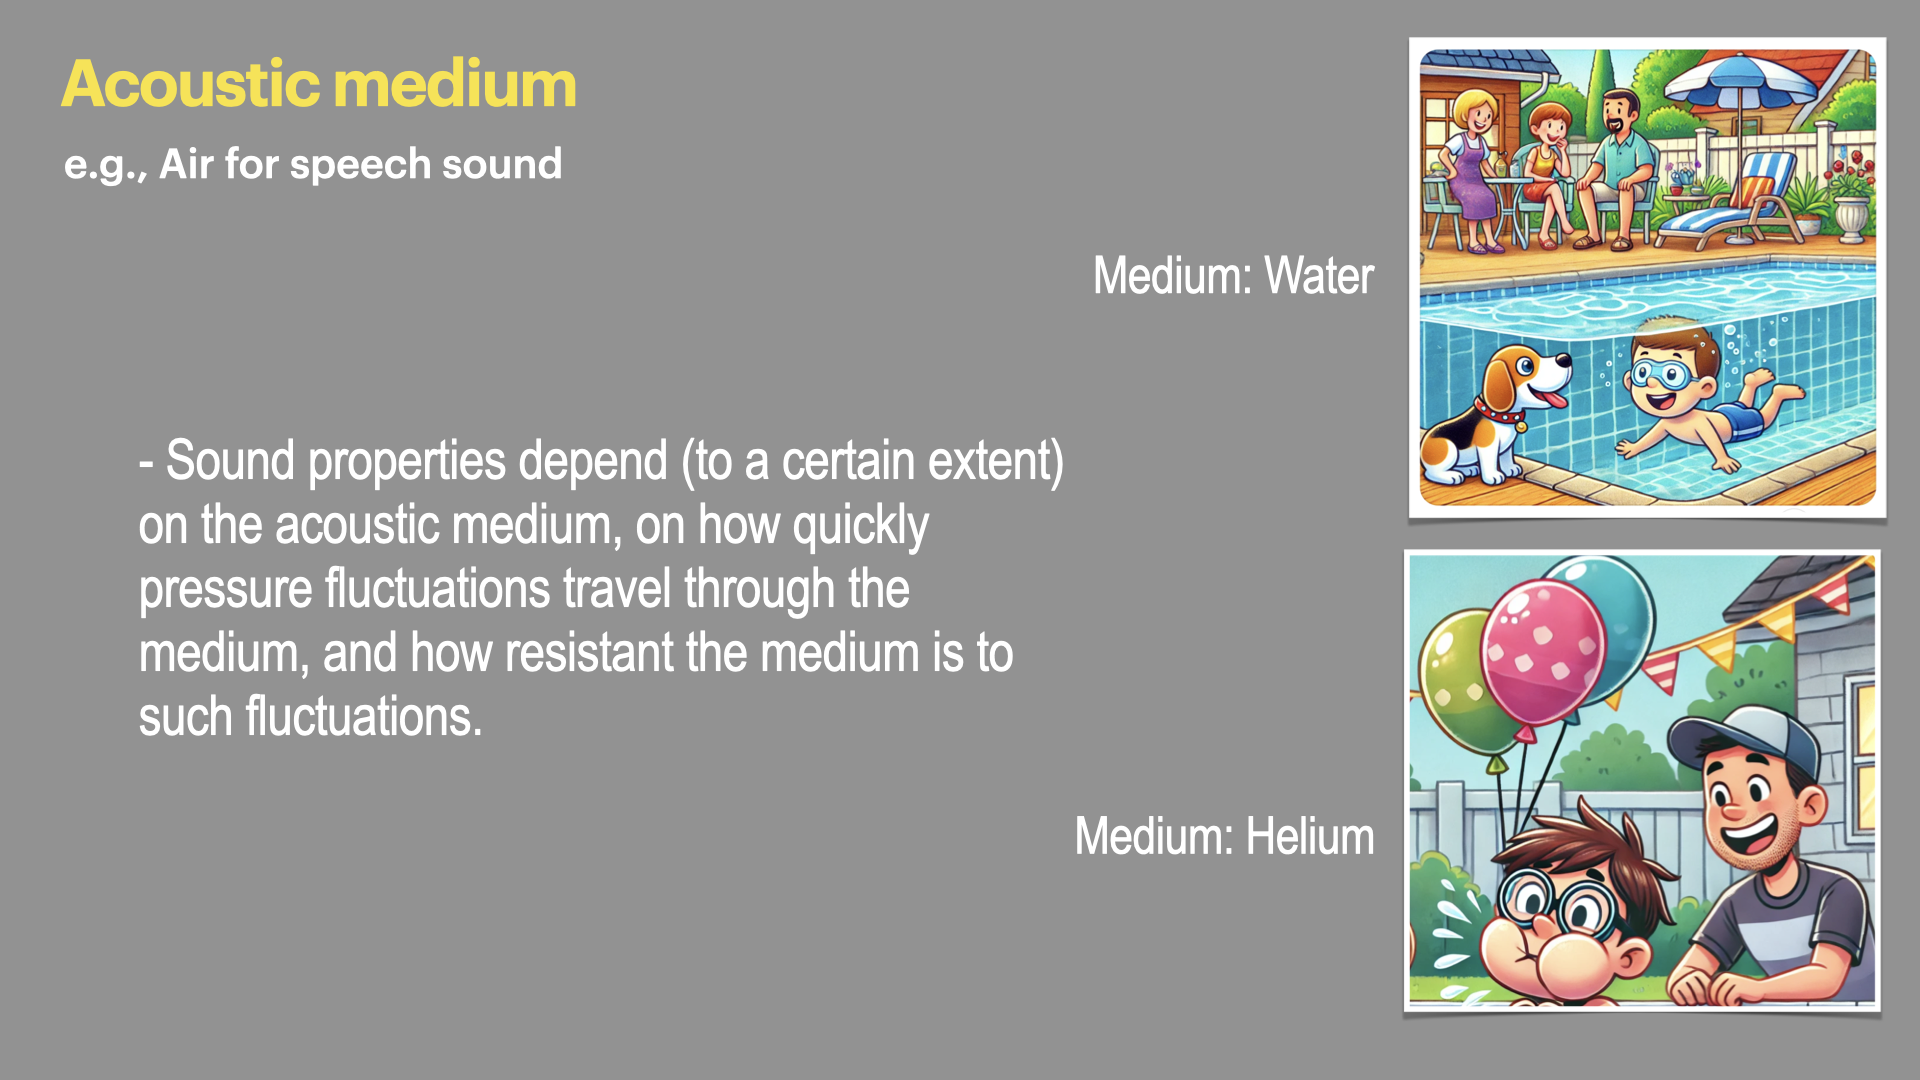 Acoustic medium
e.g., Air for speech sound
Medium: Water
- Sound properties depend (to a certain extent)
on the acoustic medium, on how quickly
pressure fluctuations travel through the
medium, and how resistant the medium is to
such fluctuations.
Medium: Helium